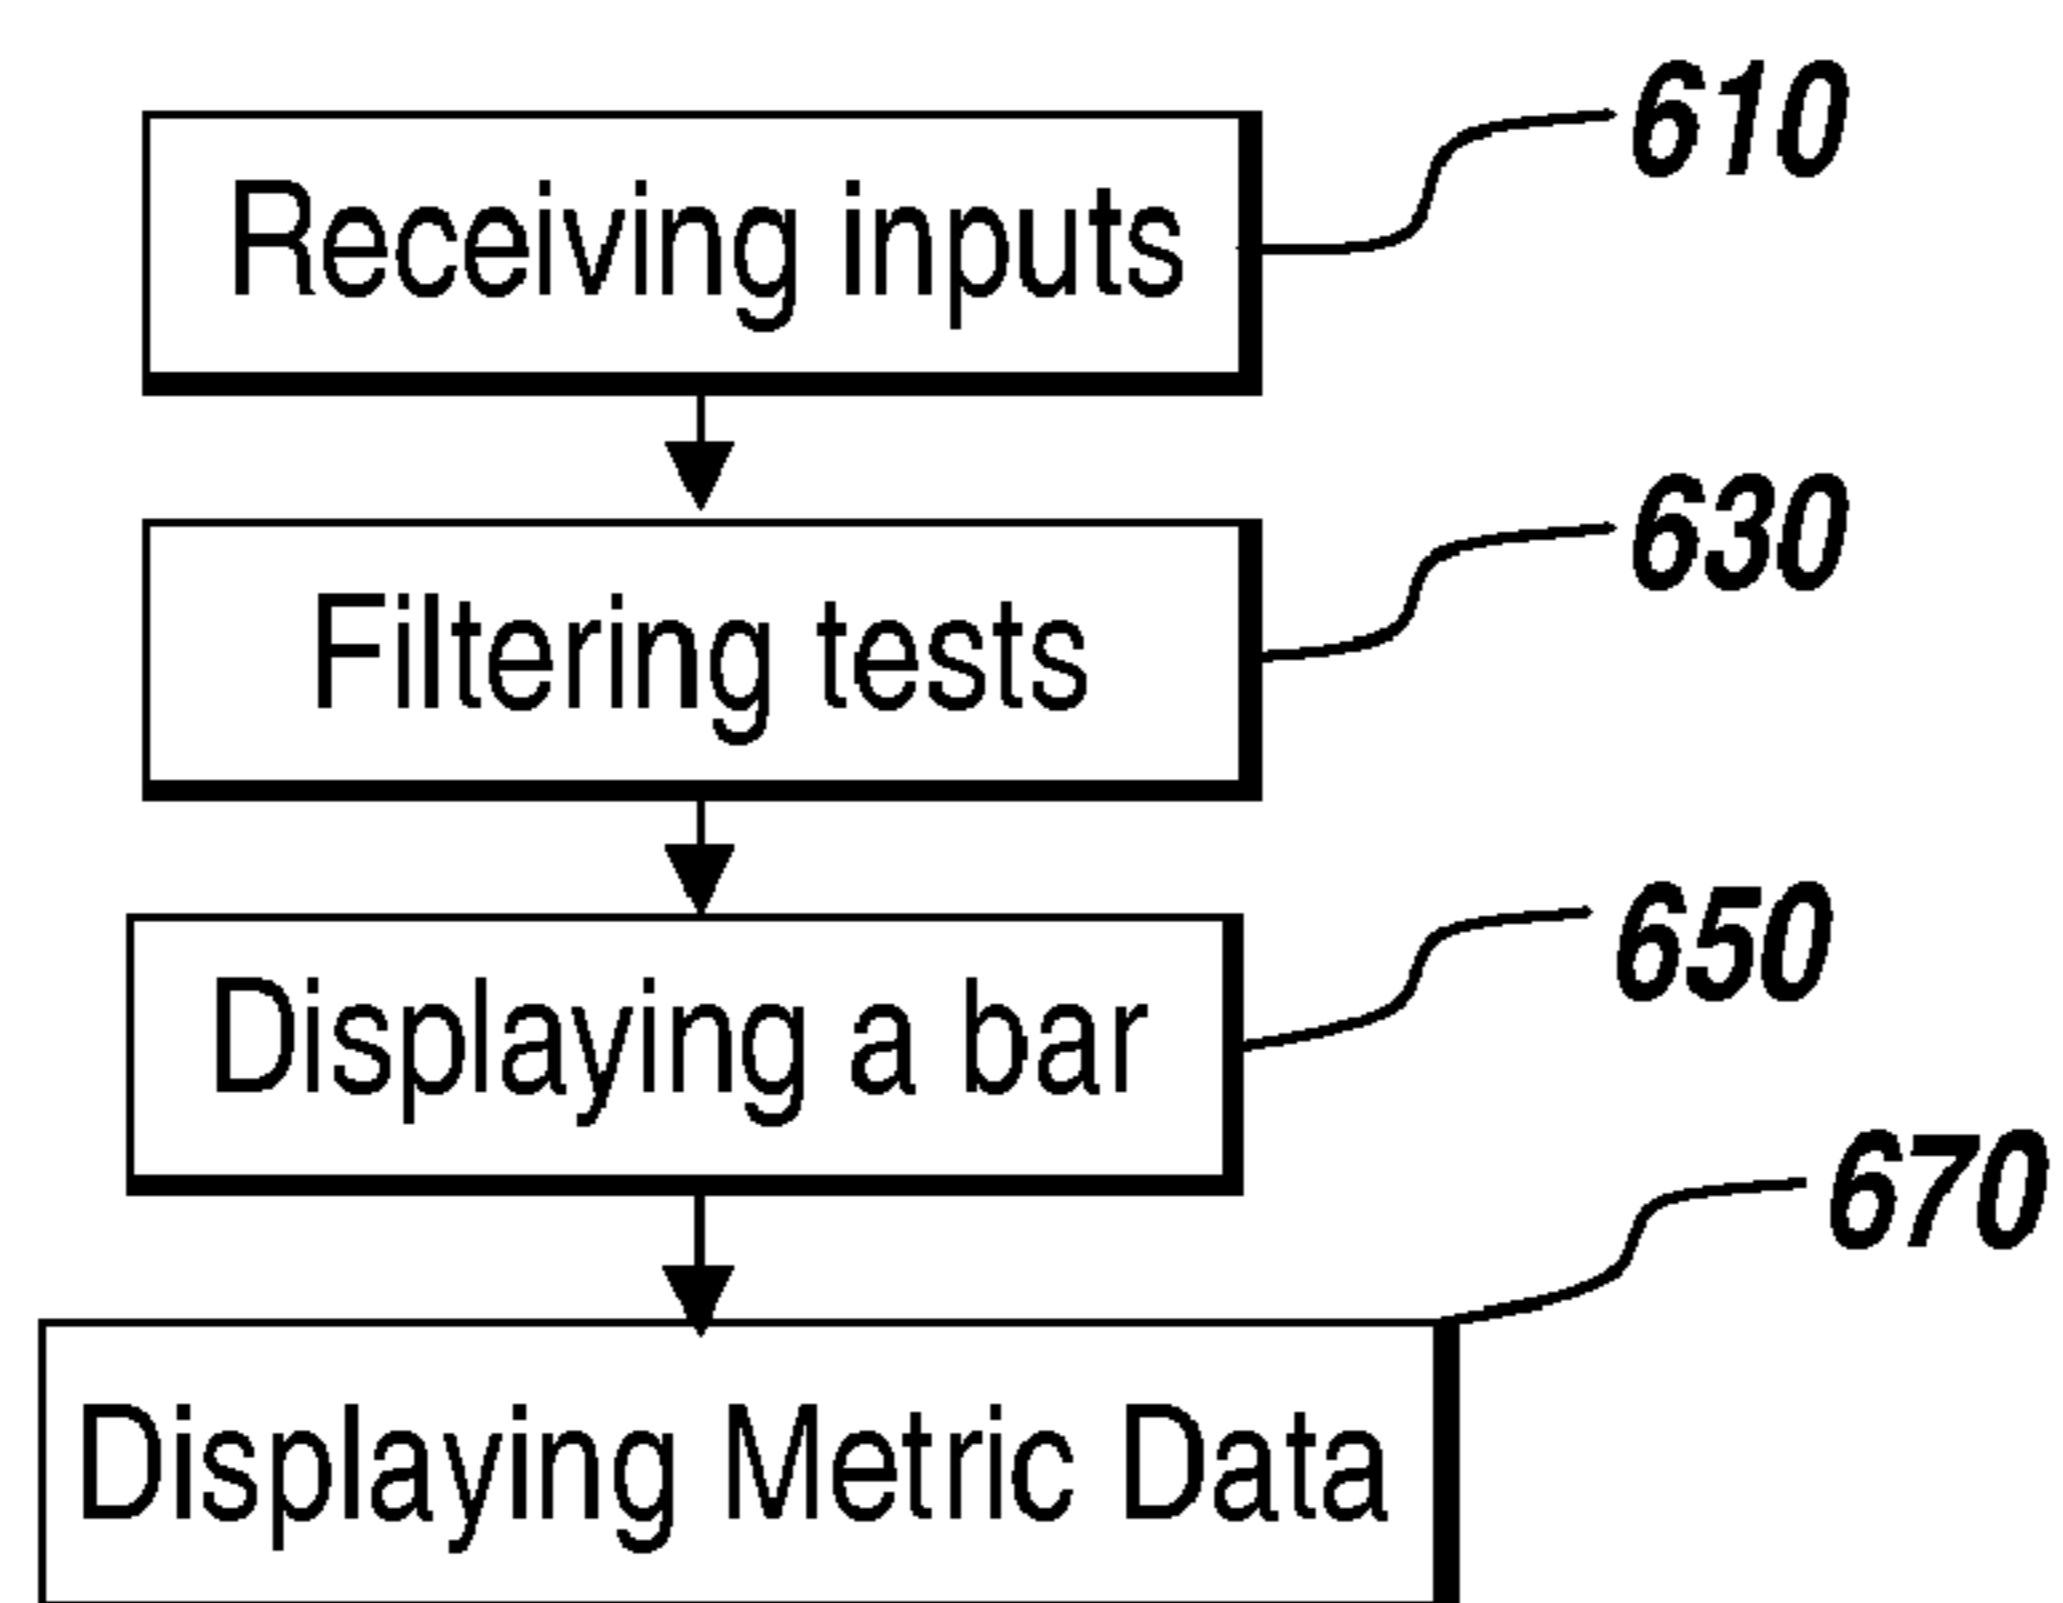 Receiving inputs
610
Filtering tests
630
Displaying a bar
650
670
Displaying Metric Data